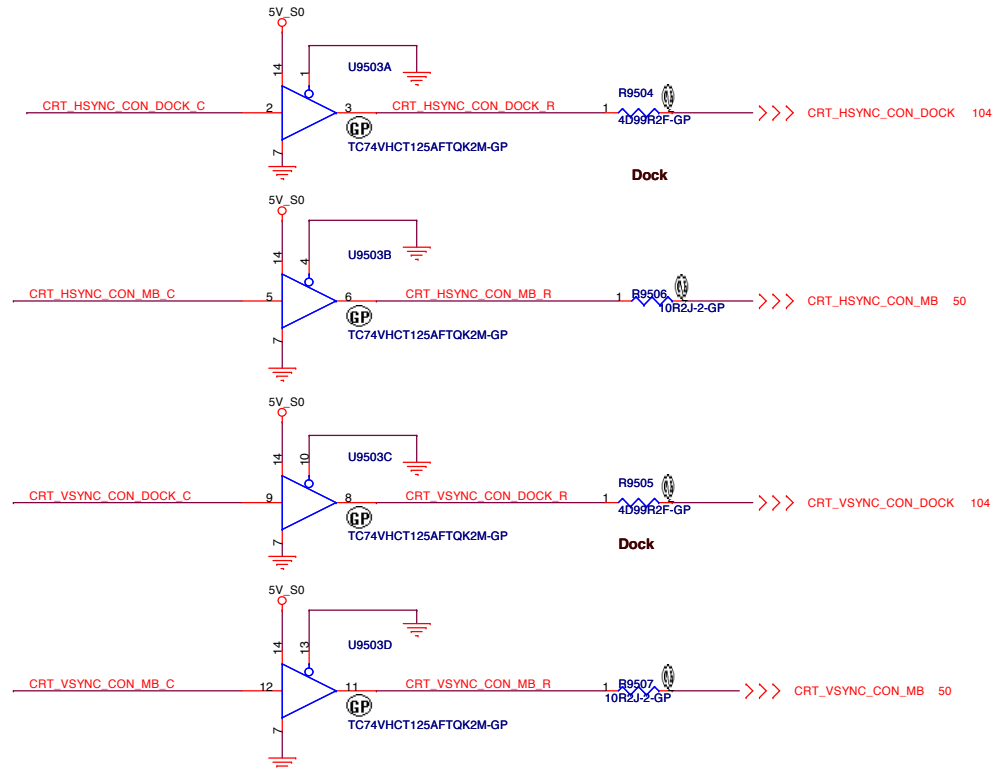 5V_S0
14
1
U9503A
R9504
CRT_HSYNC_CON_DOCK_C
2
3
CRT_HSYNC_CON_DOCK_R
1
CRT_HSYNC_CON_DOCK 104
4D99R2F-GP
GP
7
TC74VHCT125AFTQK2M-GP
Dock
5V_S0
14
4
U9503B
R9506
CRT_HSYNC_CON_MB_C
5
6
CRT_HSYNC_CON_MB_R
1
CRT_HSYNC_CON_MB 50
10R2J-2-GP
GP
7
TC74VHCT125AFTQK2M-GP
5V_S0
14
10
U9503C
R9505
CRT_VSYNC_CON_DOCK_C
9
8
CRT_VSYNC_CON_DOCK_R
1
CRT_VSYNC_CON_DOCK 104
4D99R2F-GP
GP
7
TC74VHCT125AFTQK2M-GP
Dock
5V_S0
14
13
U9503D
R9507
CRT_VSYNC_CON_MB_C
12
11
CRT_VSYNC_CON_MB_R
1
CRT_VSYNC_CON_MB 50
10R2J-2-GP
GP
7
TC74VHCT125AFTQK2M-GP